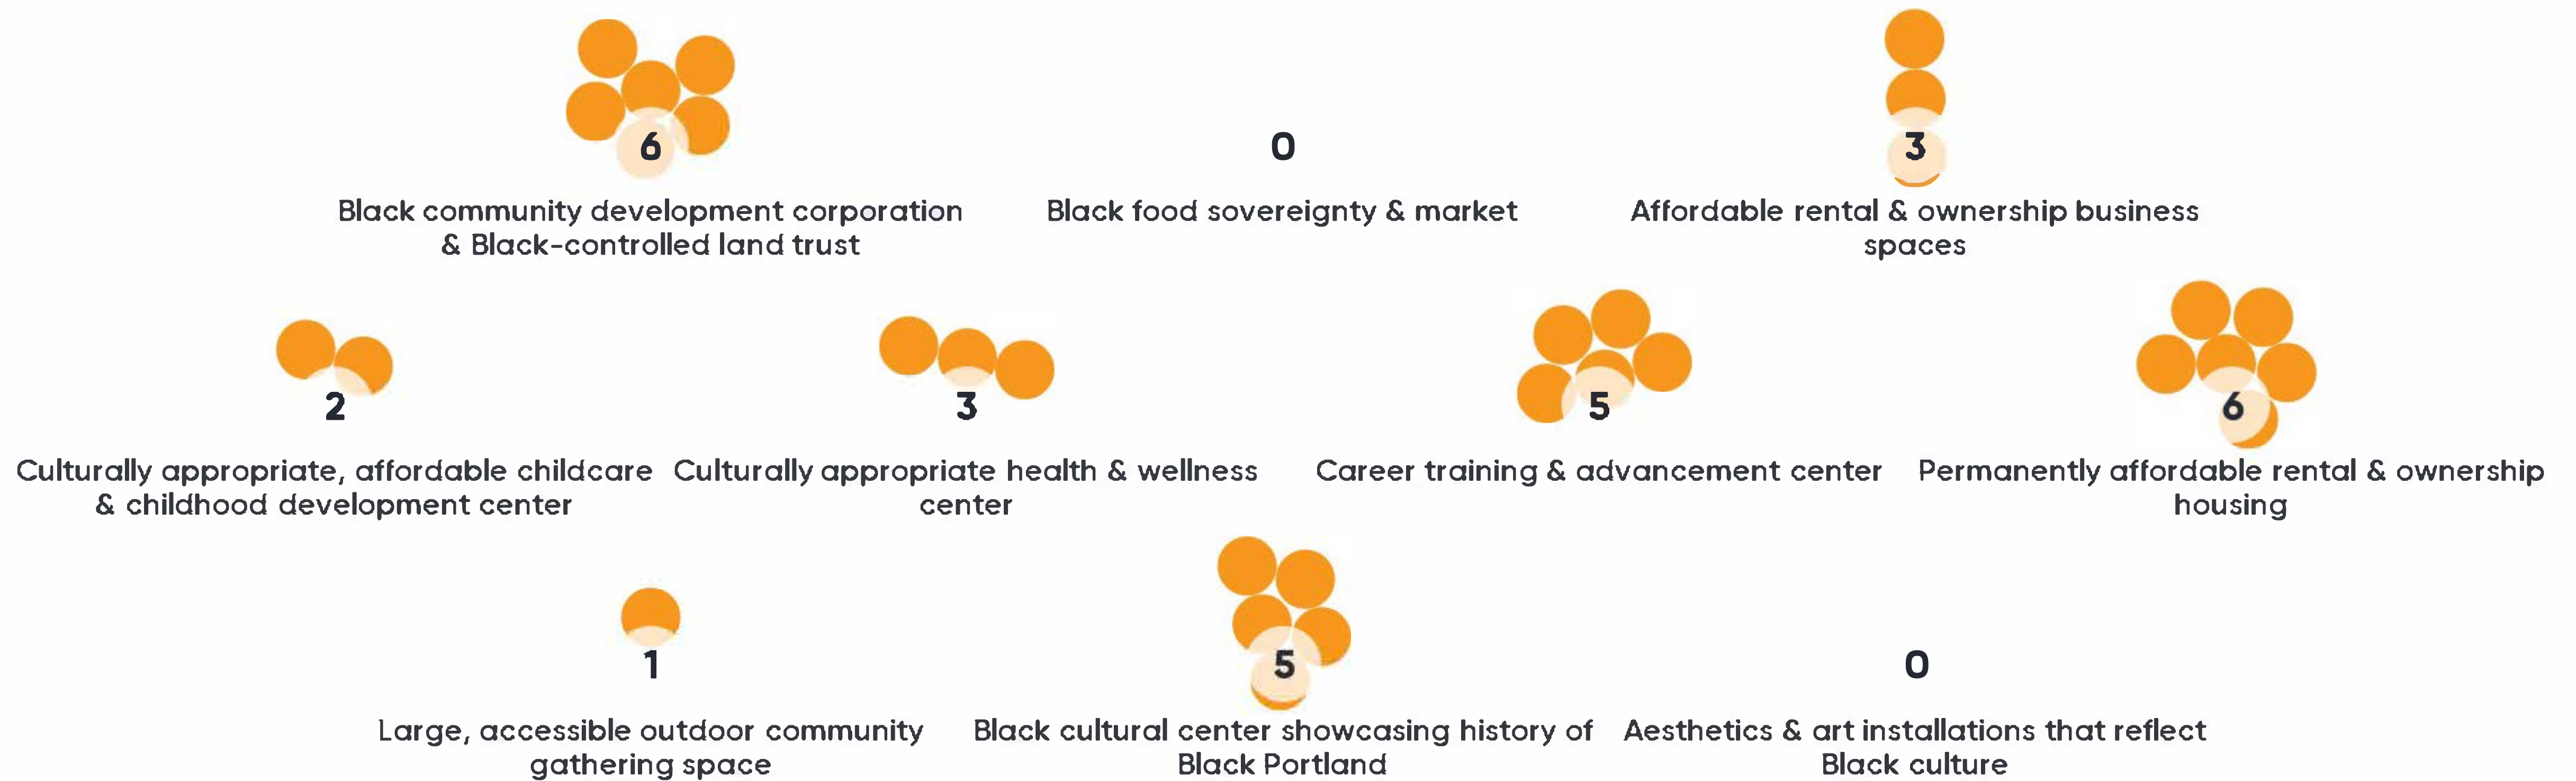 6
Black community development corporation
& Black-controlled land trust
0
Black food sovereignty & market
3
Affordable rental & ownership business
spaces
2
Culturally appropriate, affordable childcare
& childhood development center
3
Culturally appropriate health & wellness
center
5
Career training & advancement center
6
Permanently affordable rental & ownership
housing
1
Large, accessible outdoor community
gathering space
5
Black cultural center showcasing history of
Black Portland
0
Aesthetics & art installations that reflect
Black culture